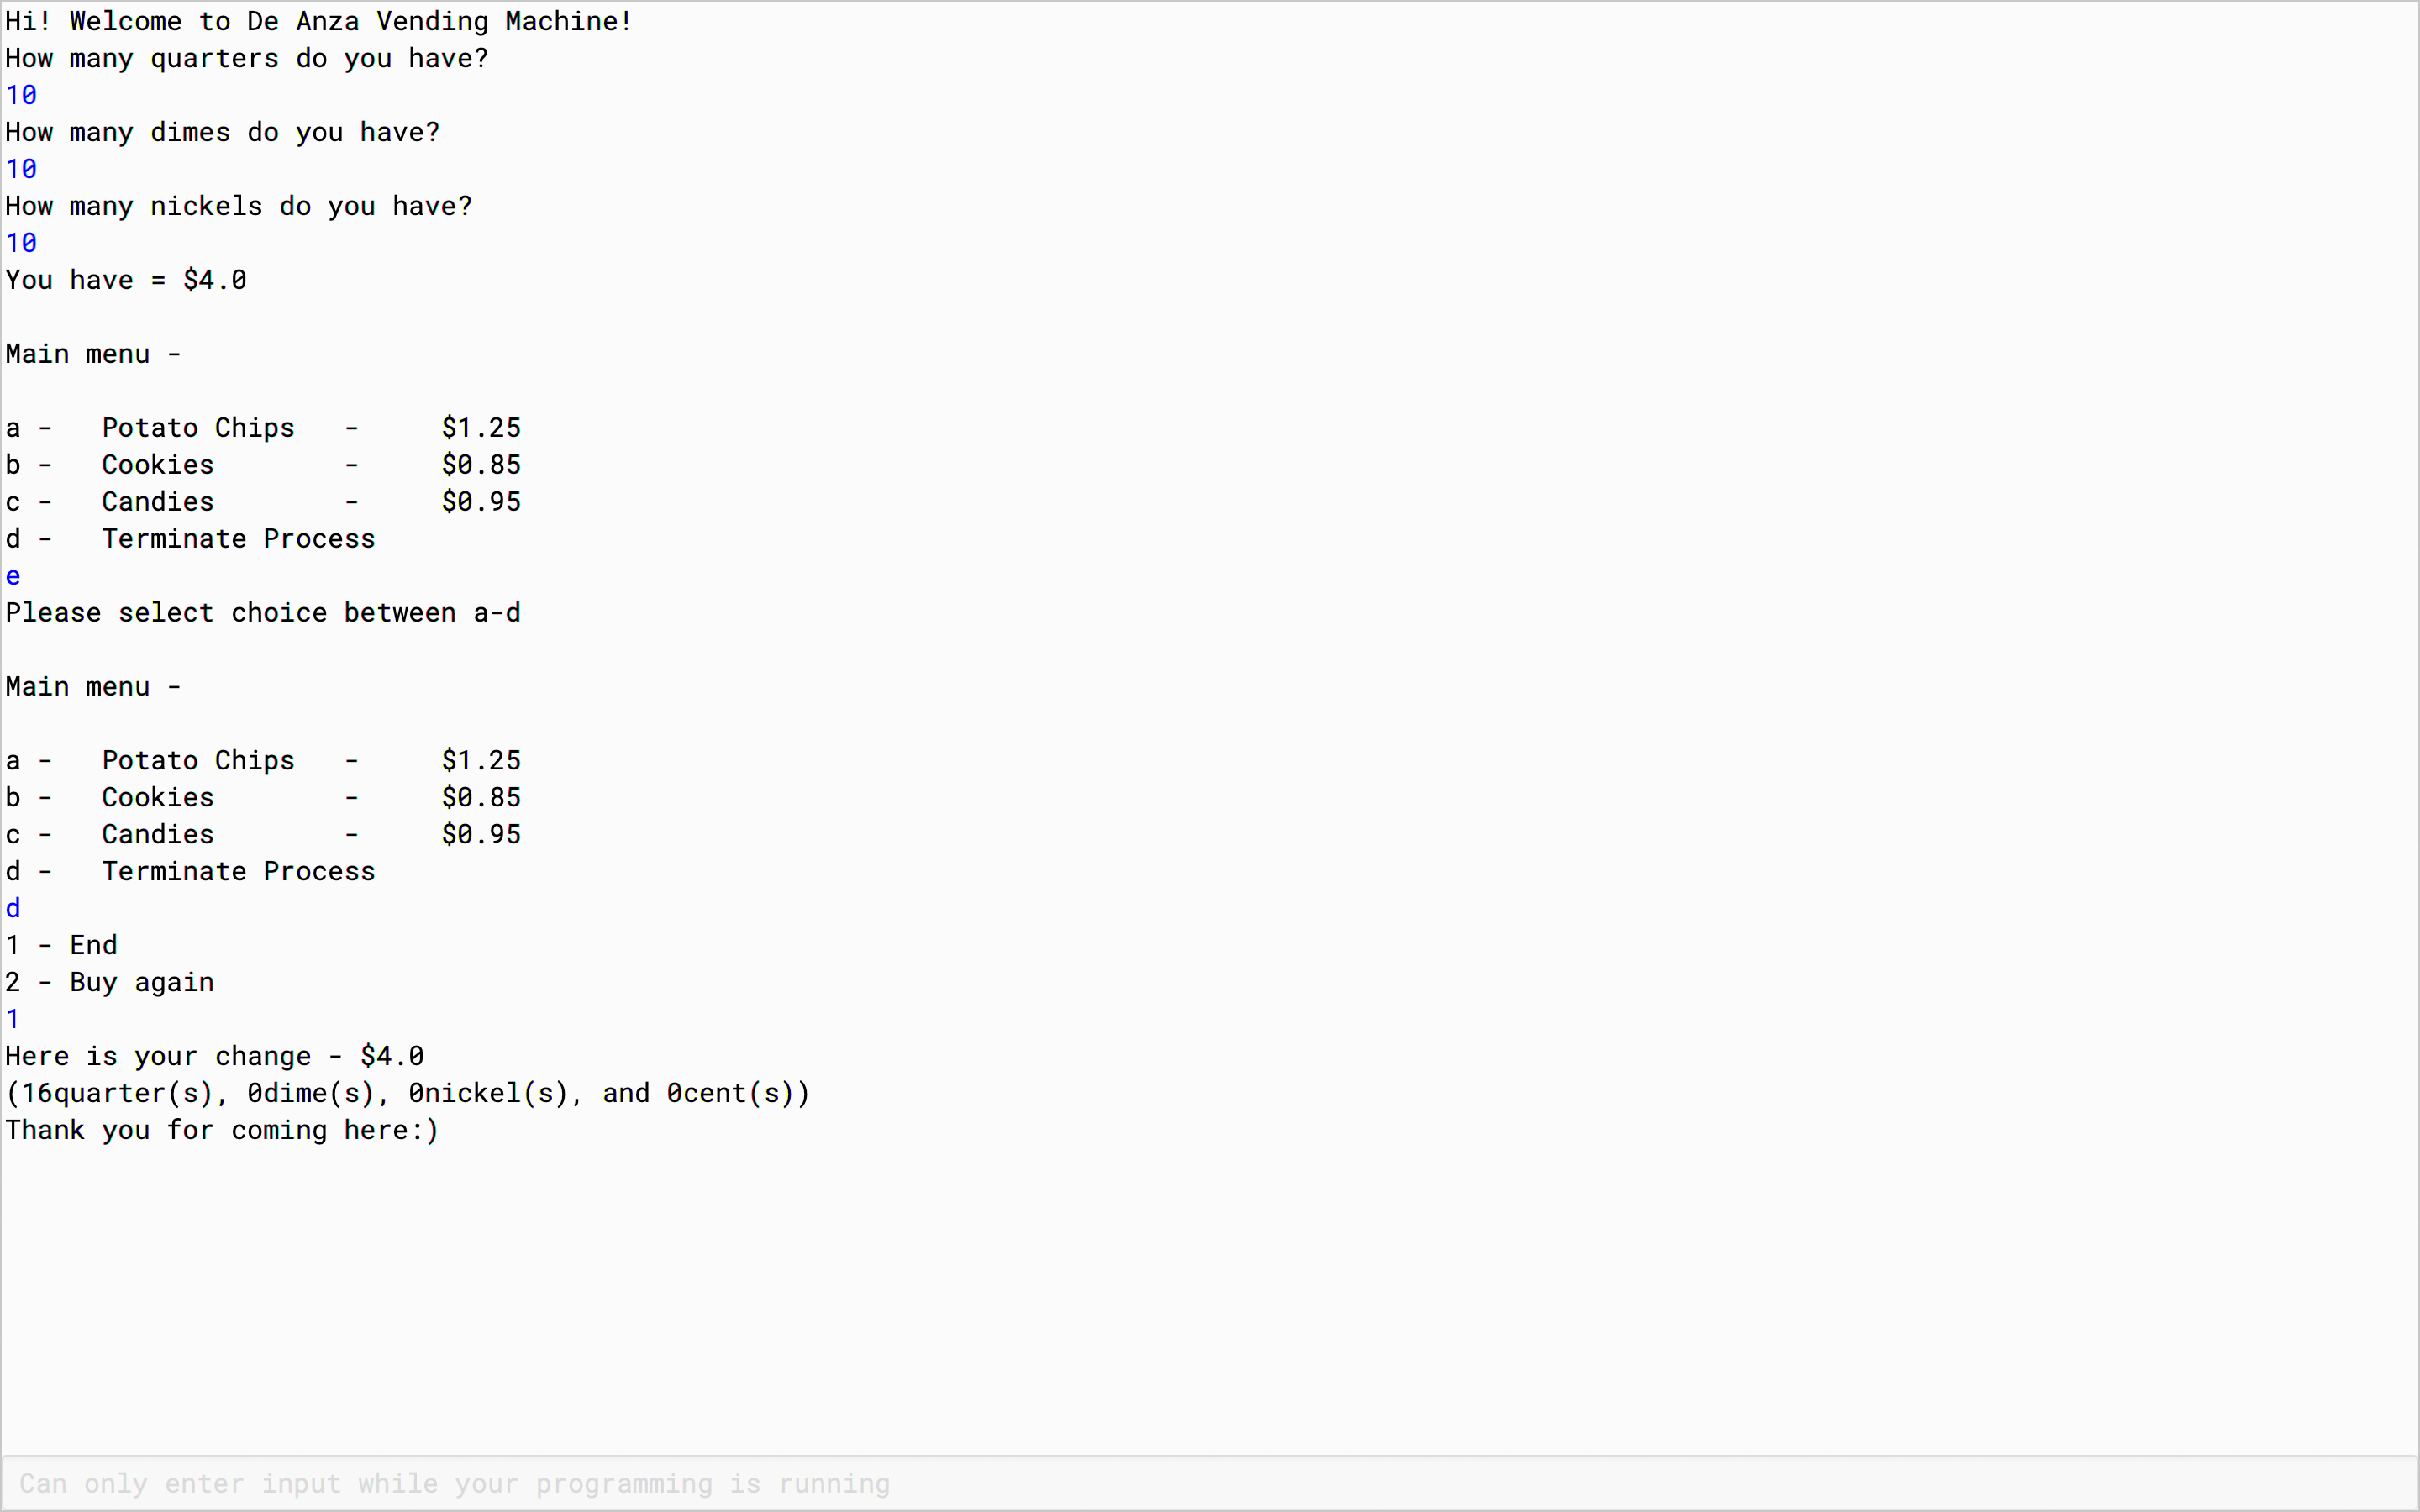 Hi! Welcome to De Anza Vending Machine!
How many quarters do you have?
10
How many dimes do you have?
10
How many nickels do you have?
10
You have = $4.0
Main menu -
a -   Potato Chips   -     $1.25
b -   Cookies        -     $0.85
c -   Candies        -     $0.95
d -   Terminate Process
e
Please select choice between a-d
Main menu -
a -   Potato Chips   -     $1.25
b -   Cookies        -     $0.85
c -   Candies        -     $0.95
d -   Terminate Process
d
1 - End
2 - Buy again
1
Here is your change - $4.0
(16quarter(s), 0dime(s), 0nickel(s), and 0cent(s))
Thank you for coming here:)
Can only enter input while your programming is running